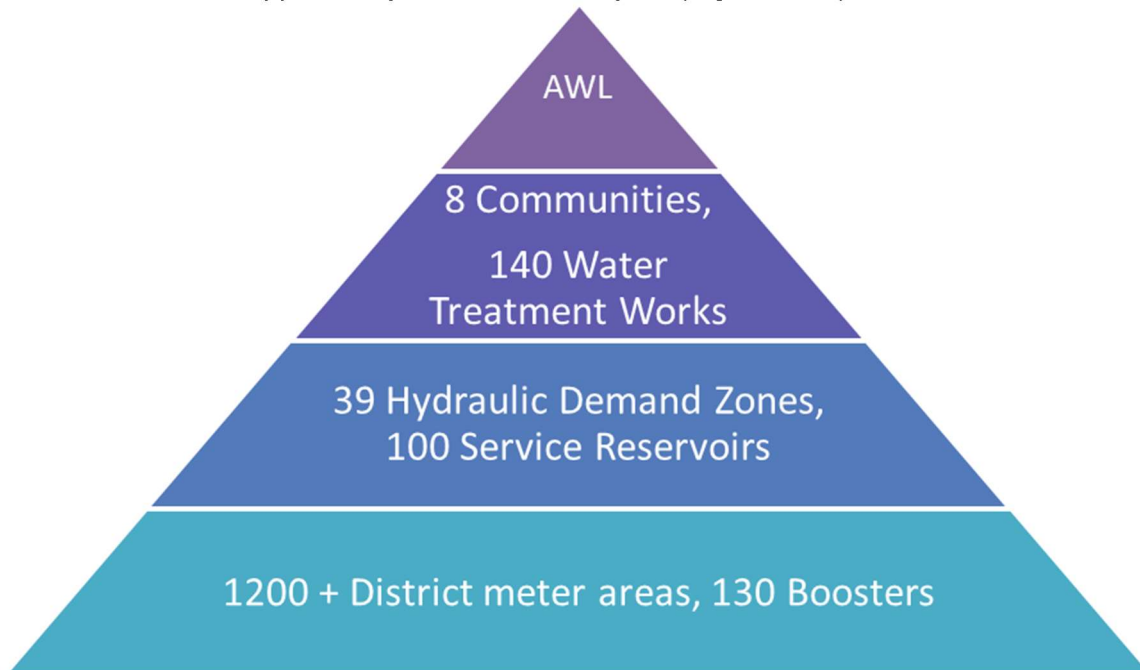 AWL
8 Communities,
140 Water
Treatment Works
39 Hydraulic Demand Zones,
100 Service Reservoirs
1200 + District meter areas, 130 Boosters